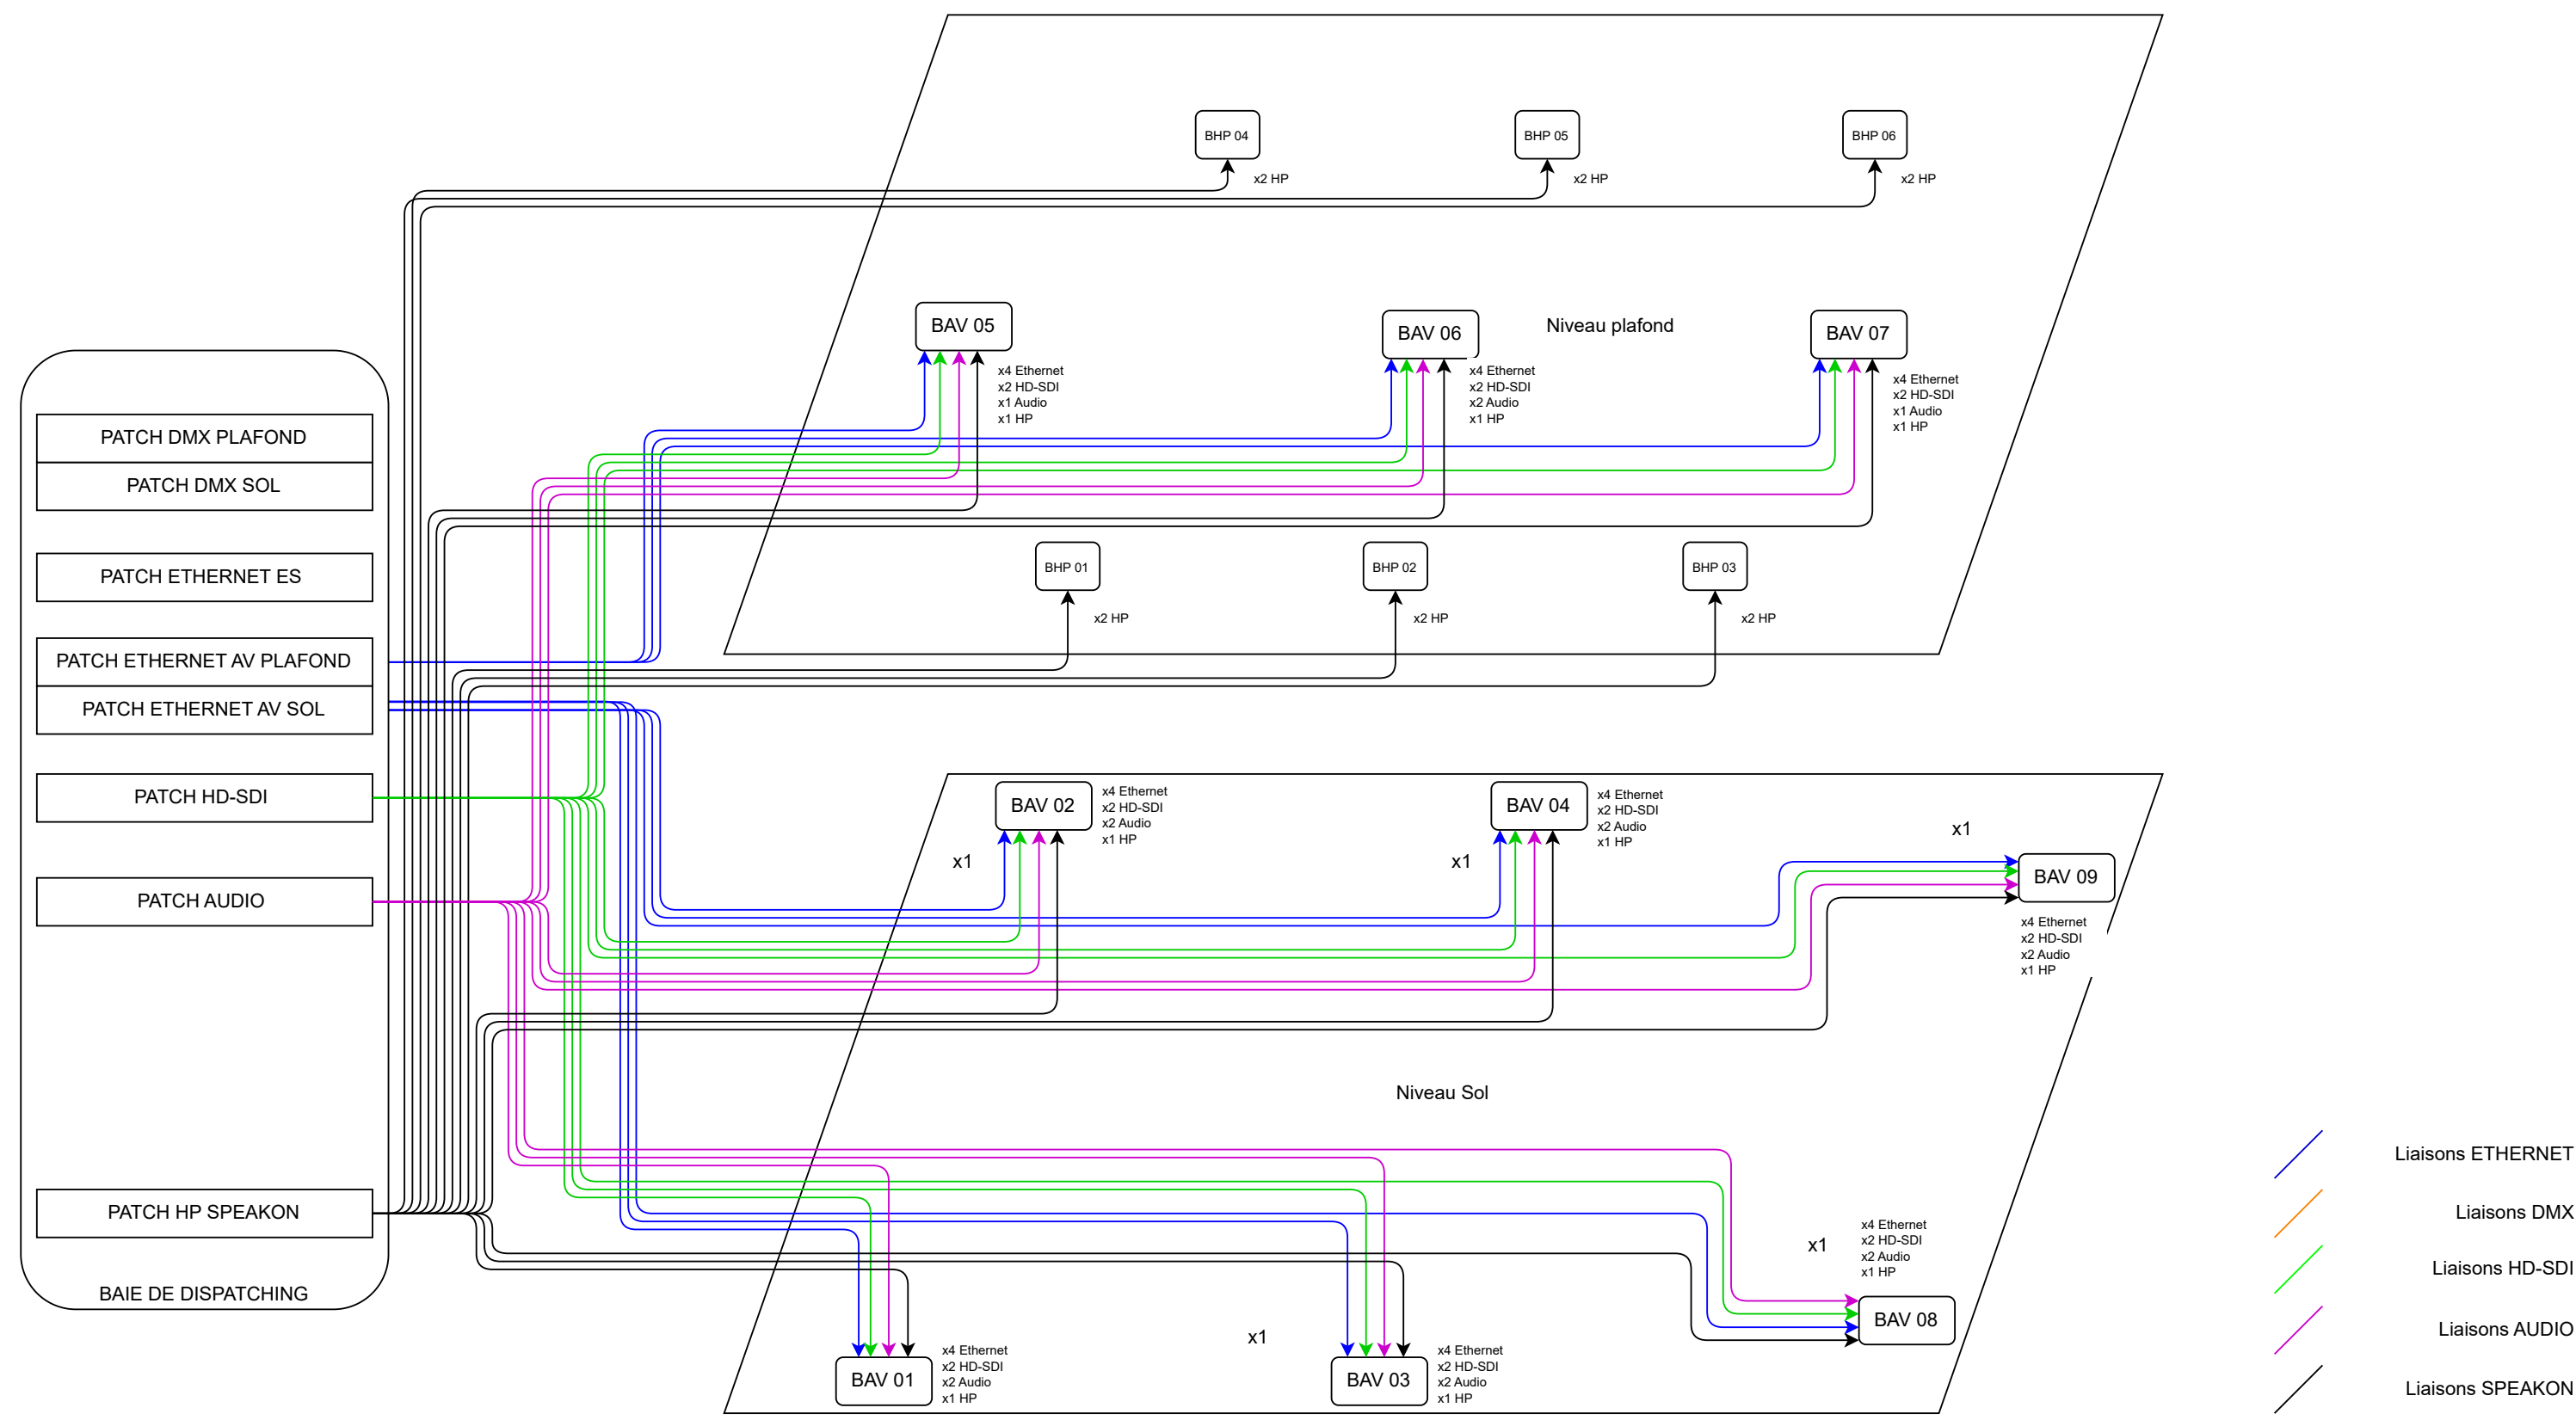 BHP 04
BHP 05
BHP 06
x2 HP
x2 HP
x2 HP
BAV 05
BAV 06
Niveau plafond
BAV 07
x4 Ethernet
x2 HD-SDI
x1 Audio
x1 HP
x4 Ethernet
x2 HD-SDI
x2 Audio
x1 HP
x4 Ethernet
x2 HD-SDI
x1 Audio
x1 HP
BHP 01
BHP 02
BHP 03
x2 HP
x2 HP
x2 HP
PATCH DMX PLAFOND
PATCH DMX SOL
PATCH ETHERNET ES
PATCH ETHERNET AV PLAFOND
PATCH ETHERNET AV SOL
PATCH HD-SDI
PATCH AUDIO
PATCH HP SPEAKON
BAIE DE DISPATCHING
BAV 02
x4 Ethernet
x2 HD-SDI
x2 Audio
x1 HP
x1
BAV 04
x4 Ethernet
x2 HD-SDI
x2 Audio
x1 HP
x1
x1
BAV 09
x4 Ethernet
x2 HD-SDI
x2 Audio
x1 HP
Niveau Sol
x4 Ethernet
x2 HD-SDI
x2 Audio
x1 HP
x1
BAV 08
x1
BAV 01
x4 Ethernet
x2 HD-SDI
x2 Audio
x1 HP
BAV 03
x4 Ethernet
x2 HD-SDI
x2 Audio
x1 HP
Liaisons ETHERNET
Liaisons DMX
Liaisons HD-SDI
Liaisons AUDIO
Liaisons SPEAKON